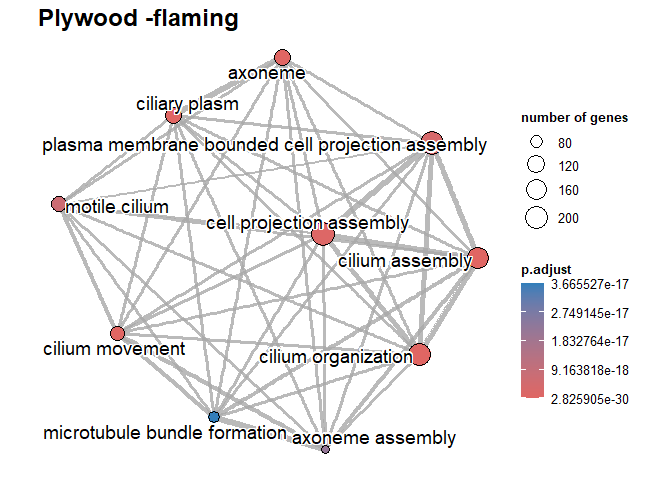 Plywood -flaming
axoneme
ciliary plasm
plasma membrane bounded cell projection assembly
motile cilium
cell projection assembly
cilium assembly
cilium movement
cilium organization
microtubule bundle formation
axoneme assembly
number of genes
80
120
160
200
p.adjust
3.665527e-17
2.749145e-17
1.832764e-17
9.163818e-18
2.825905e-30